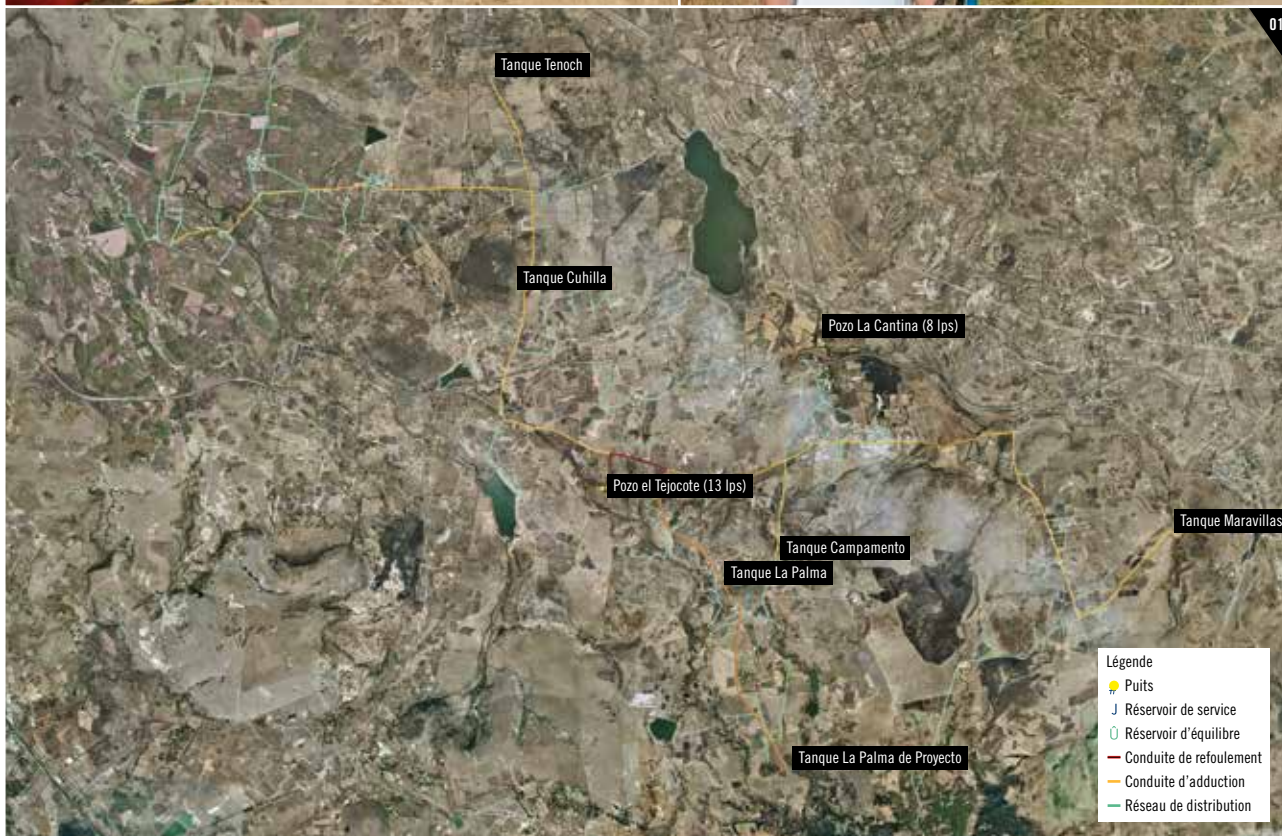 01
Tanque Tenoch
Tanque Cuhilla
Pozo La Cantina (8 lps)
Pozo el Tejocote (13 lps)
Tanque Maravillas
Tanque Campamento
Tanque La Palma
Tanque La Palma de Proyecto
Légende
Puits
J Réservoir de service
Û Réservoir d'équilibre
Conduite de refoulement
Conduite d'adduction
Réseau de distribution